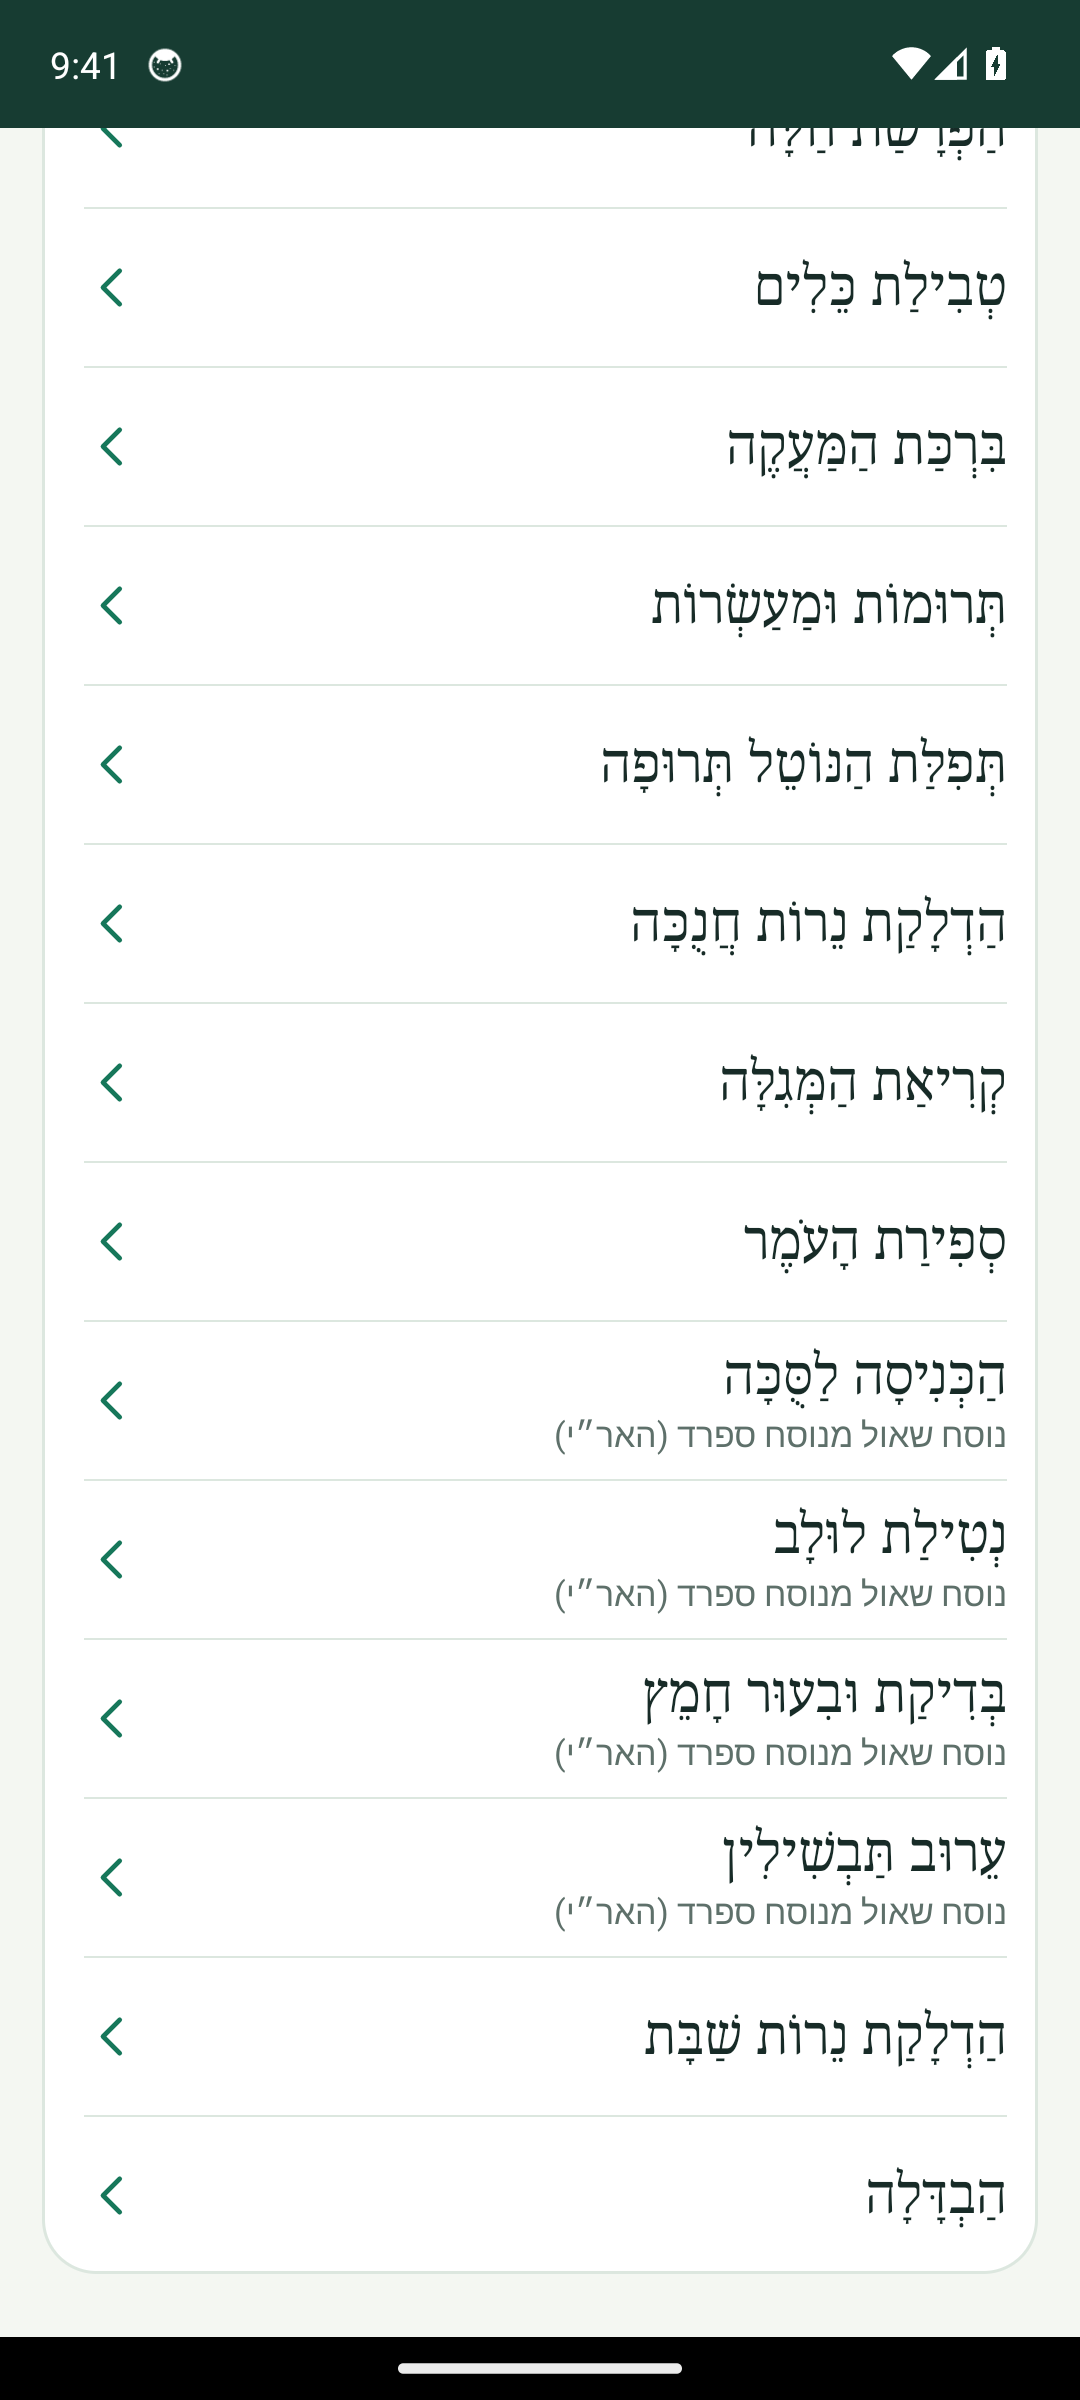 9:41
הַפְרָשַׁת חַלָּה
טְבִילַת כֵּלִים
בִּרְכַּת הַמַּעֲקֶה
תְּרוּמוֹת וּמַעַשְׂרוֹת
תְּפִלַּת הַנּוֹטֵל תְּרוּפָה
הַדְלָקַת נֵרוֹת חֲנֻכָּה
קְרִיאַת הַמְּגִלָּה
סְפִירַת הָעֹמֶר
הַכְּנִיסָה לַסֻּכָּה
נוסח שאול מנוסח ספרד (האר״י)
נְטִילַת לוּלָב
נוסח שאול מנוסח ספרד (האר״י)
בְּדִיקַת וּבִעוּר חָמֵץ
נוסח שאול מנוסח ספרד (האר״י)
עֵרוּב תַּבְשִׁילִין
נוסח שאול מנוסח ספרד (האר״י)
הַדְלָקַת נֵרוֹת שַׁבָּת
הַבְדָּלָה